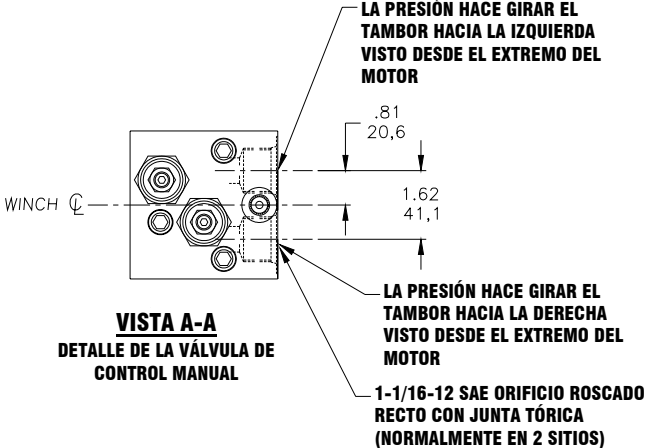 LA PRESIÓN HACE GIRAR EL
TAMBOR HACIA LA IZQUIERDA
VISTO DESDE EL EXTREMO DEL
MOTOR
.81
20,6
WINCH ℄
1.62
41,1
LA PRESIÓN HACE GIRAR EL
TAMBOR HACIA LA DERECHA
VISTO DESDE EL EXTREMO DEL
MOTOR
VISTA A-A
DETALLE DE LA VÁLVULA DE
CONTROL MANUAL
1-1/16-12 SAE ORIFICIO ROSCADO
RECTO CON JUNTA TÓRICA
(NORMALMENTE EN 2 SITIOS)